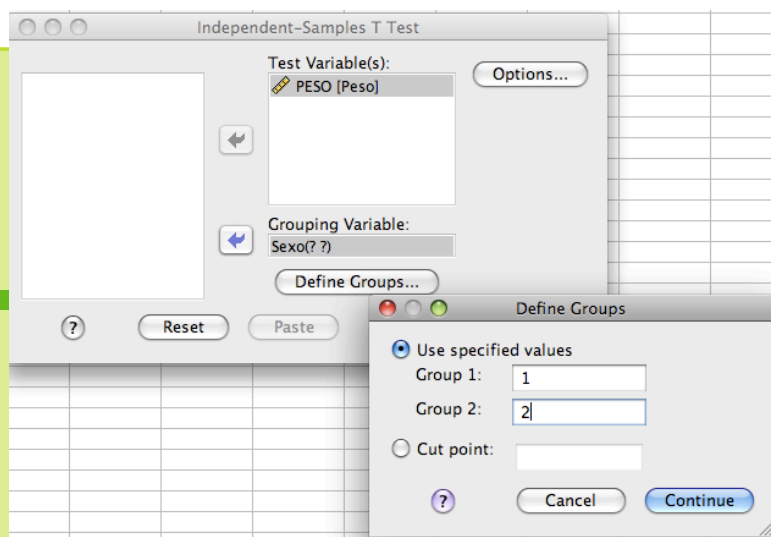 Independent-Samples T Test
Test Variable(s):
PESO [Peso]
Options...
Grouping Variable:
Sexo(? ?)
Define Groups...
?
Reset
Paste
Define Groups
Use specified values
Group 1:
1
Group 2:
2
Cut point:
?
Cancel
Continue